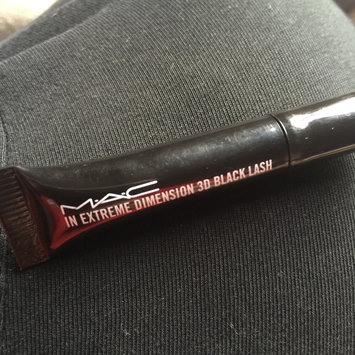 M·A·C
IN EXTREME DIMENSION 3D BLACK LASH